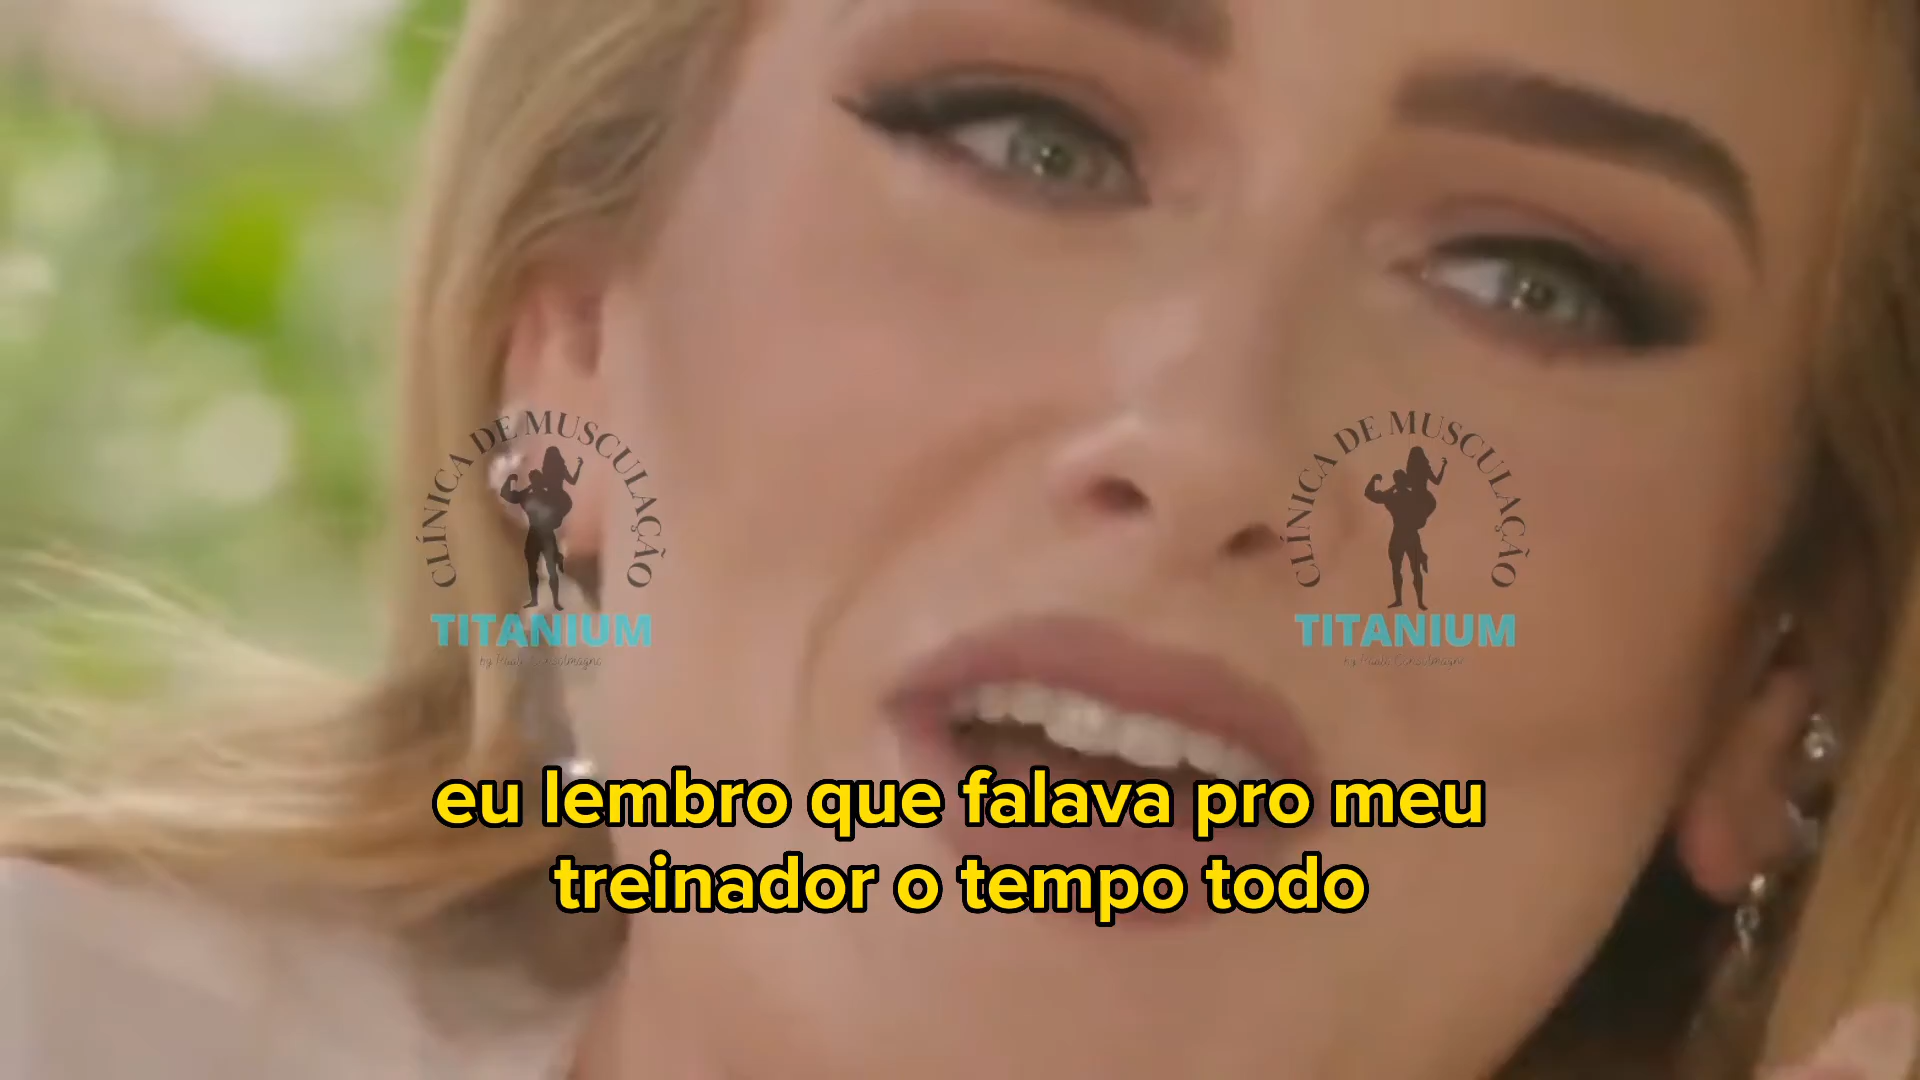 CLÍNICA DE MUSCULAÇÃO
TITANIUM
CLÍNICA DE MUSCULAÇÃO
TITANIUM
eu lembro que falava pro meu
treinador o tempo todo